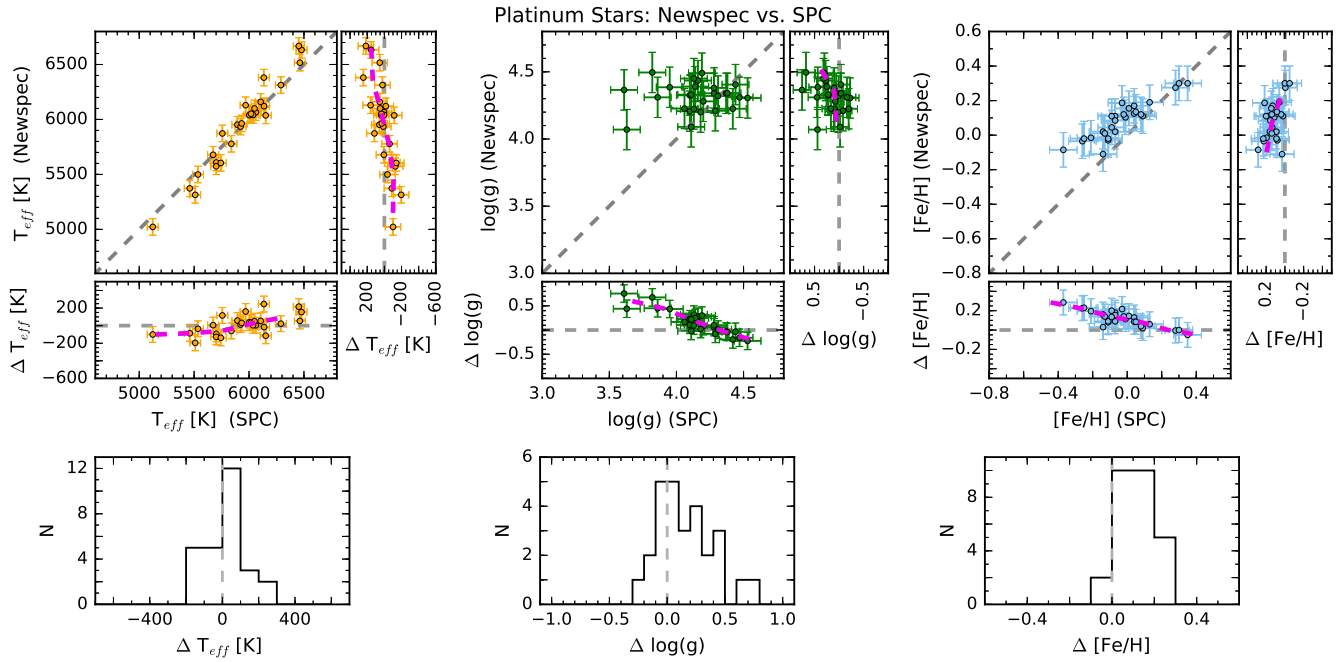 Platinum Stars: Newspec vs. SPC
T_eff [K] (Newspec)
6500
6000
5500
5000
Δ T_eff [K]
200
−200
−600
5000 5500 6000 6500
T_eff [K] (SPC)
200
−200
−600
Δ T_eff [K]
log(g) (Newspec)
4.5
4.0
3.5
3.0
Δ log(g)
0.5
−0.5
3.0 3.5 4.0 4.5
log(g) (SPC)
0.5
−0.5
Δ log(g)
[Fe/H] (Newspec)
0.6
0.4
0.2
0.0
−0.2
−0.4
−0.6
−0.8
Δ [Fe/H]
0.2
−0.2
−0.8 −0.4 0.0 0.4
[Fe/H] (SPC)
0.2
−0.2
Δ [Fe/H]
N
12
8
4
0
−400 0 400
Δ T_eff [K]
N
6
4
2
0
−1.0 −0.5 0.0 0.5 1.0
Δ log(g)
N
8
4
0
−0.4 0.0 0.4
Δ [Fe/H]